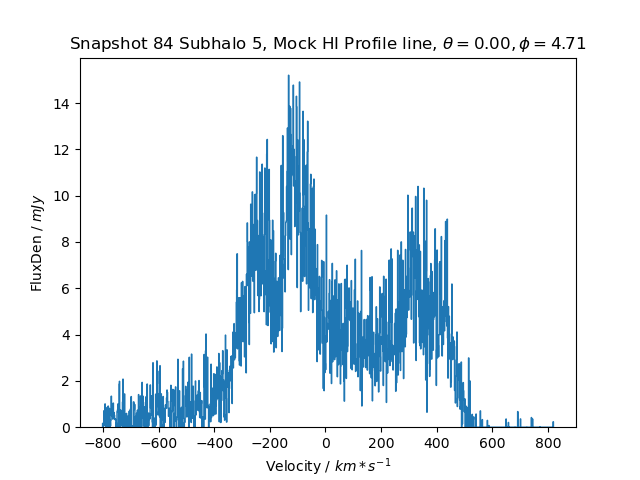 Snapshot 84 Subhalo 5, Mock HI Profile line, θ = 0.00, ϕ = 4.71
FluxDen / mJy
14
12
10
8
6
4
2
0
−800 −600 −400 −200 0 200 400 600 800
Velocity / km * s⁻¹